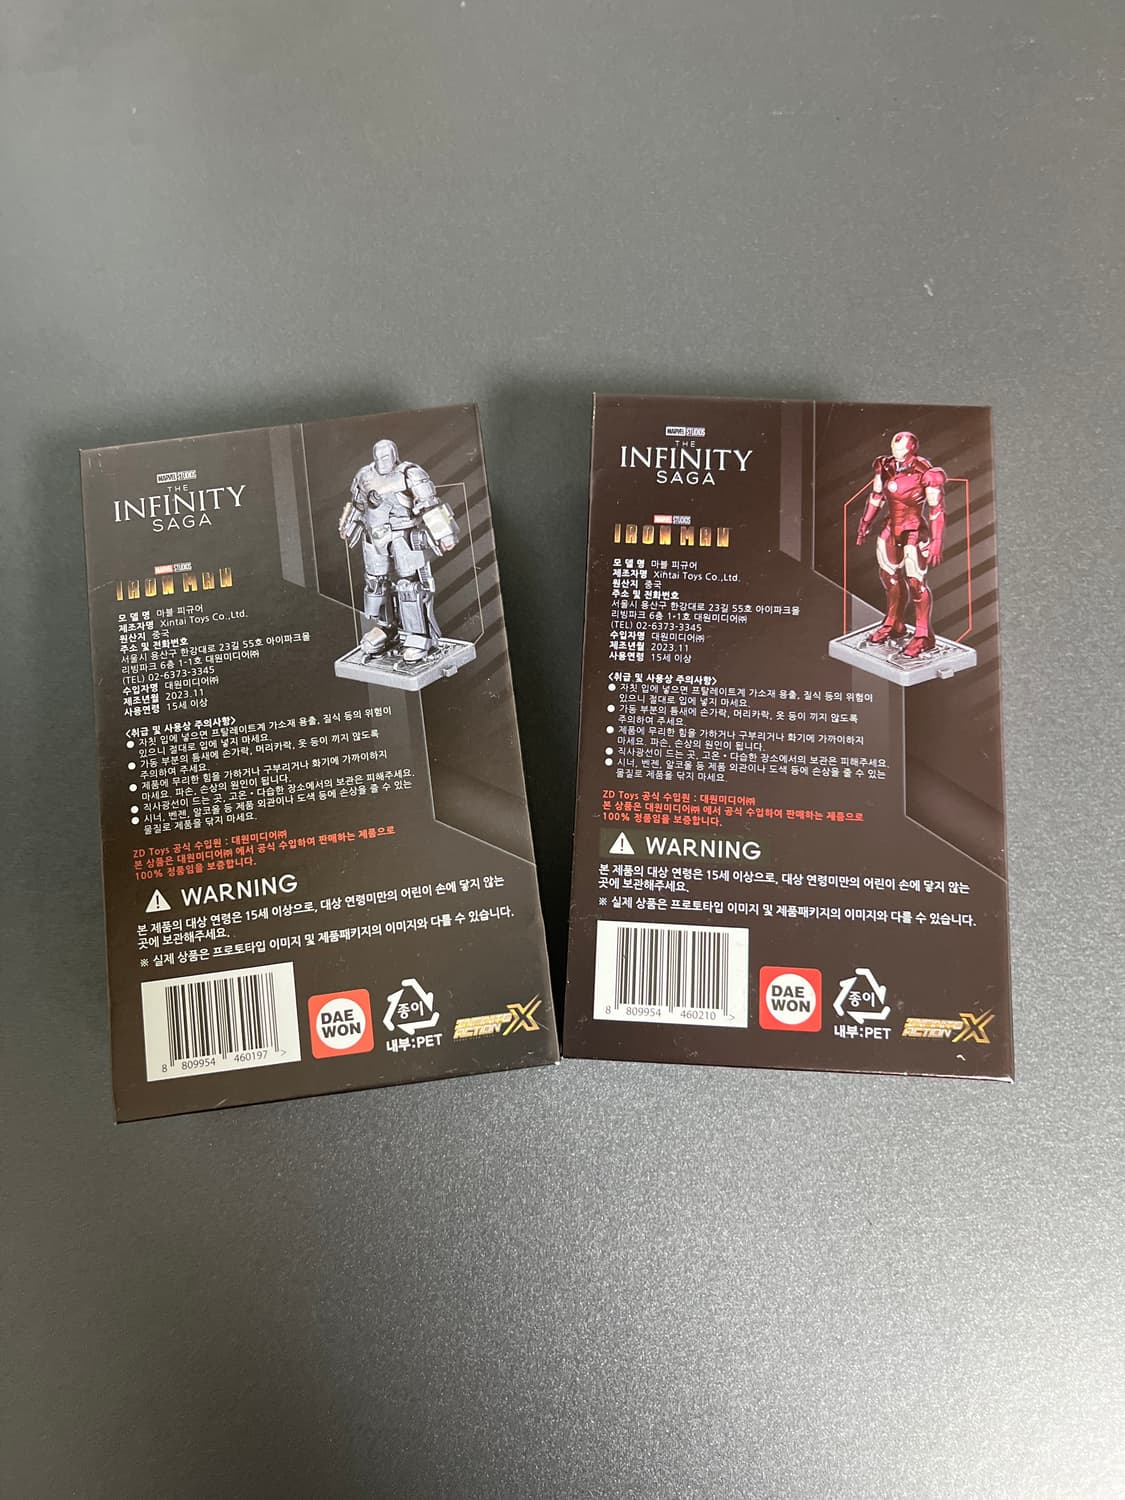 MARVEL STUDIOS
THE
INFINITY
SAGA
MARVEL STUDIOS
IRON MAN
모 델 명 마블 피규어
제조자명 Xintai Toys Co.,Ltd.
원산지 중국
주소 및 전화번호
서울시 용산구 한강대로 23길 55호 아이파크몰
리빙파크 6층 1-1호 대원미디어㈜
(TEL) 02-6373-3345
수입자명 대원미디어㈜
제조년월 2023.11
사용연령 15세 이상
<취급 및 사용상 주의사항>
● 자칫 입에 넣으면 프탈레이트계 가소재 용출, 질식 등의 위험이
있으니 절대로 입에 넣지 마세요.
● 가동 부분의 틈새에 손가락, 머리카락, 옷 등이 끼지 않도록
주의하여 주세요.
● 제품에 무리한 힘을 가하거나 구부리거나 화기에 가까이하지
마세요. 파손, 손상의 원인이 됩니다.
● 직사광선이 드는 곳, 고온・다습한 장소에서의 보관은 피해주세요.
● 시너, 벤젠, 알코올 등 제품 외관이나 도색 등에 손상을 줄 수 있는
물질로 제품을 닦지 마세요.
ZD Toys 공식 수입원 : 대원미디어㈜
본 상품은 대원미디어㈜ 에서 공식 수입하여 판매하는 제품으로
100% 정품임을 보증합니다.
WARNING
본 제품의 대상 연령은 15세 이상으로, 대상 연령미만의 어린이 손에 닿지 않는
곳에 보관해주세요.
※ 실제 상품은 프로토타입 이미지 및 제품패키지의 이미지와 다를 수 있습니다.
8 809954 460197 >
DAE
WON
종이
내부:PET
ACTION X
MARVEL STUDIOS
THE
INFINITY
SAGA
MARVEL STUDIOS
IRON MAN
모 델 명 마블 피규어
제조자명 Xihtai Toys Co.,Ltd.
원산지 중국
주소 및 전화번호
서울시 용산구 한강대로 23길 55호 아이파크몰
리빙파크 6층 1-1호 대원미디어㈜
(TEL) 02-6373-3345
수입자명 대원미디어㈜
제조년월 2023.11
사용연령 15세 이상
<취급 및 사용상 주의사항>
● 자칫 입에 넣으면 프탈레이트계 가소재 용출, 질식 등의 위험이
있으니 절대로 입에 넣지 마세요.
● 가동 부분의 틈새에 손가락, 머리카락, 옷 등이 끼지 않도록
주의하여 주세요.
● 제품에 무리한 힘을 가하거나 구부리거나 화기에 가까이하지
마세요. 파손, 손상의 원인이 됩니다.
● 직사광선이 드는 곳, 고온・다습한 장소에서의 보관은 피해주세요.
● 시너, 벤젠, 알코올 등 제품 외관이나 도색 등에 손상을 줄 수 있는
물질로 제품을 닦지 마세요.
ZD Toys 공식 수입원 : 대원미디어㈜
본 상품은 대원미디어㈜ 에서 공식 수입하여 판매하는 제품으로
100% 정품임을 보증합니다.
WARNING
본 제품의 대상 연령은 15세 이상으로, 대상 연령미만의 어린이 손에 닿지 않는
곳에 보관해주세요.
※ 실제 상품은 프로토타입 이미지 및 제품패키지의 이미지와 다를 수 있습니다.
8 809954 460210 >
DAE
WON
종이
내부:PET
ACTION X